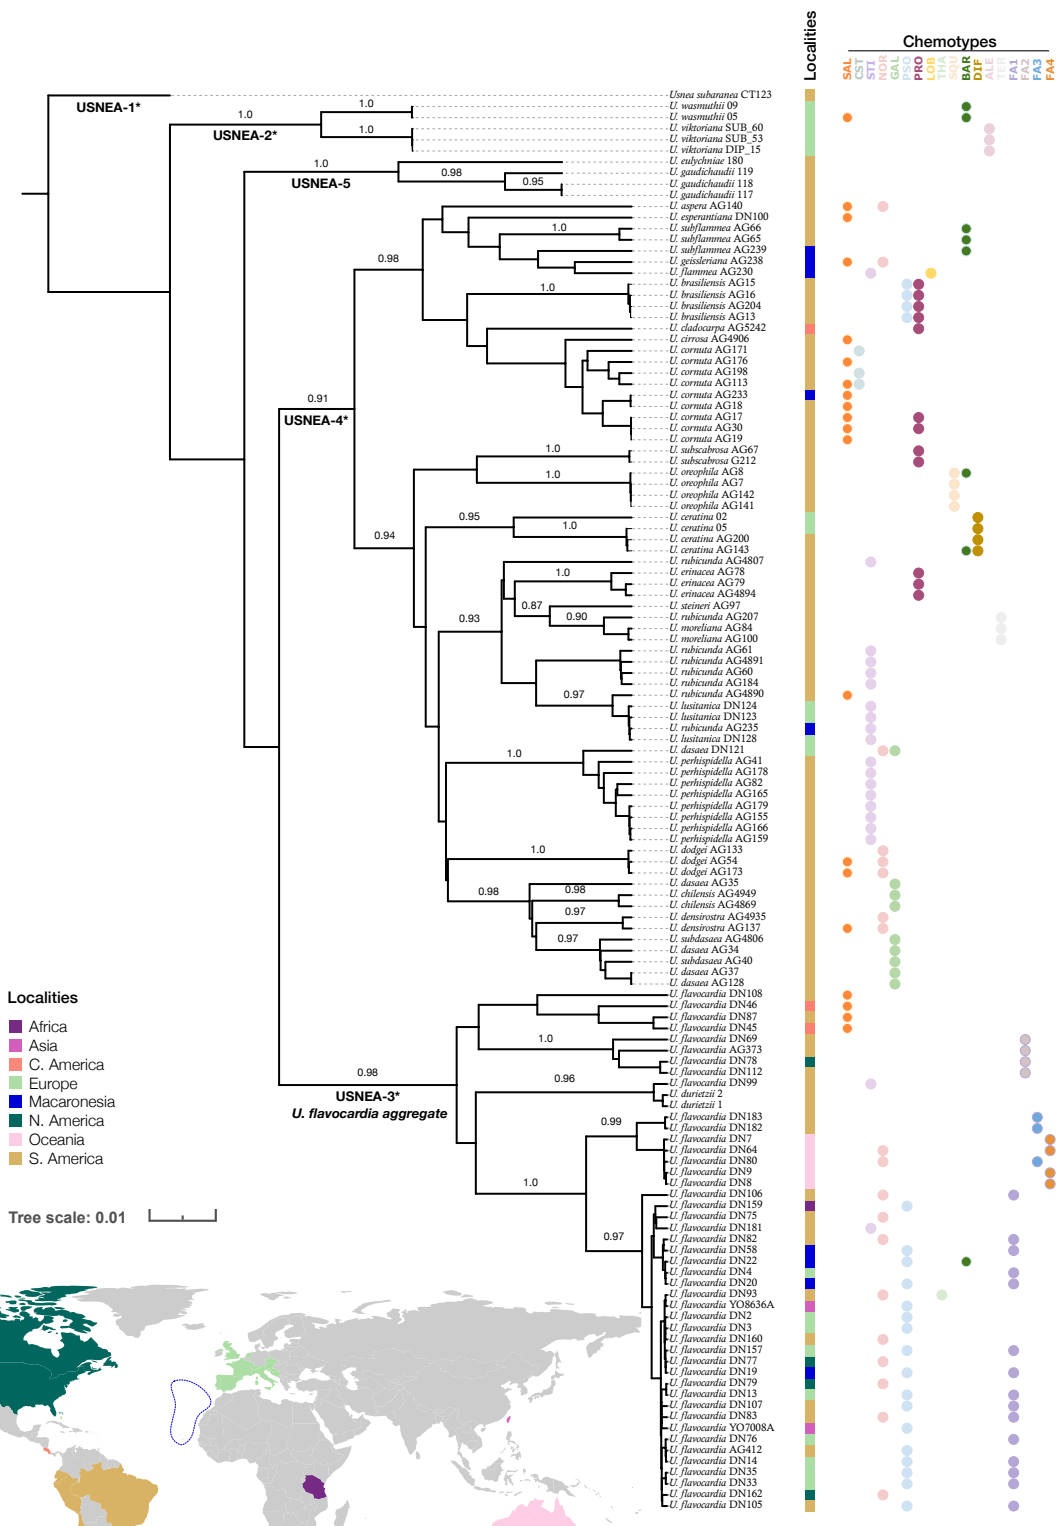 Localities
Chemotypes
SAL CST STI NOR GAL PSO PRO LOB THA SQU BAR DIF ALE TER FA1 FA2 FA3 FA4
Usnea subaranea CT123
USNEA-1*
U. wasmuthii 09
1.0
U. wasmuthii 05
1.0
USNEA-2*
U. viktoriana SUB_60
1.0
U. viktoriana SUB_53
U. viktoriana DIP_15
U. eulychniae 180
1.0
USNEA-5
U. gaudichaudii 119
0.98
U. gaudichaudii 118
0.95
U. gaudichaudii 117
U. aspera AG140
U. esperantiana DN100
U. subflammea AG66
1.0
U. subflammea AG65
U. subflammea AG239
0.98
U. geissleriana AG238
U. flammea AG230
U. brasiliensis AG15
1.0
U. brasiliensis AG16
U. brasiliensis AG204
U. brasiliensis AG13
U. cladocarpa AG5242
U. cirrosa AG4906
U. cornuta AG171
U. cornuta AG176
U. cornuta AG198
U. cornuta AG113
0.91
USNEA-4*
U. cornuta AG233
U. cornuta AG18
U. cornuta AG17
U. cornuta AG30
U. cornuta AG19
U. subscabrosa AG67
1.0
U. subscabrosa G212
U. oreophila AG8
1.0
U. oreophila AG7
U. oreophila AG142
U. oreophila AG141
0.94
U. ceratina 02
0.95
U. ceratina 05
1.0
U. ceratina AG200
U. ceratina AG143
U. rubicunda AG4807
U. erinacea AG78
1.0
U. erinacea AG79
U. erinacea AG4894
U. steineri AG97
0.87
U. rubicunda AG207
0.93
0.90
U. moreliana AG84
U. moreliana AG100
U. rubicunda AG61
U. rubicunda AG4891
U. rubicunda AG60
U. rubicunda AG184
U. rubicunda AG4890
0.97
U. lusitanica DN124
U. lusitanica DN123
U. rubicunda AG235
U. lusitanica DN128
U. dasaea DN121
1.0
U. perhispidella AG41
U. perhispidella AG178
U. perhispidella AG82
U. perhispidella AG165
U. perhispidella AG179
U. perhispidella AG155
U. perhispidella AG166
U. perhispidella AG159
U. dodgei AG133
1.0
U. dodgei AG54
U. dodgei AG173
U. dasaea AG35
0.98
0.98
U. chilensis AG4949
U. chilensis AG4869
0.97
U. densirostra AG4935
U. densirostra AG137
U. subdasaea AG4806
0.97
U. dasaea AG34
U. subdasaea AG40
U. dasaea AG37
U. dasaea AG128
U. flavocardia DN108
U. flavocardia DN46
U. flavocardia DN87
U. flavocardia DN45
U. flavocardia DN69
1.0
U. flavocardia AG373
U. flavocardia DN78
U. flavocardia DN112
0.98
USNEA-3*
U. flavocardia aggregate
U. flavocardia DN99
0.96
U. durietzii 2
U. durietzii 1
U. flavocardia DN183
0.99
U. flavocardia DN182
U. flavocardia DN7
U. flavocardia DN64
U. flavocardia DN80
U. flavocardia DN9
U. flavocardia DN8
1.0
U. flavocardia DN106
U. flavocardia DN159
U. flavocardia DN75
U. flavocardia DN181
0.97
U. flavocardia DN82
U. flavocardia DN58
U. flavocardia DN22
U. flavocardia DN4
U. flavocardia DN20
U. flavocardia DN93
U. flavocardia YO8636A
U. flavocardia DN2
U. flavocardia DN3
U. flavocardia DN160
U. flavocardia DN157
U. flavocardia DN77
U. flavocardia DN19
U. flavocardia DN79
U. flavocardia DN13
U. flavocardia DN107
U. flavocardia DN83
U. flavocardia YO7008A
U. flavocardia DN76
U. flavocardia AG412
U. flavocardia DN14
U. flavocardia DN35
U. flavocardia DN33
U. flavocardia DN162
U. flavocardia DN105
Localities
Africa
Asia
C. America
Europe
Macaronesia
N. America
Oceania
S. America
Tree scale: 0.01